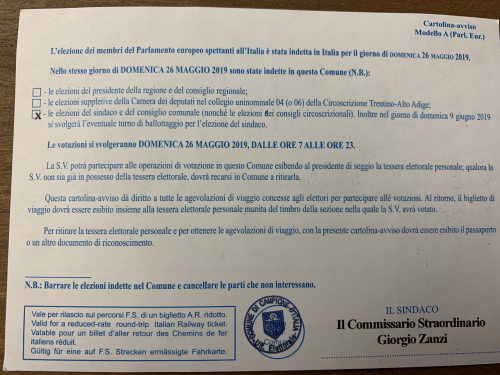 Cartolina-avviso
Modello A (Parl. Eur.)
L'elezione dei membri del Parlamento europeo spettanti all'Italia è stata indetta in Italia per il giorno di DOMENICA 26 MAGGIO 2019.
Nello stesso giorno di DOMENICA 26 MAGGIO 2019 sono state indette in questo Comune (N.B.):
- le elezioni del presidente della regione e del consiglio regionale;
- le elezioni suppletive della Camera dei deputati nel collegio uninominale 04 (o 06) della Circoscrizione Trentino-Alto Adige;
X - le elezioni del sindaco e del consiglio comunale (nonchè le elezioni dei consigli circoscrizionali). Inoltre nel giorno di domenica 9 giugno 2019
si svolgerà l'eventuale turno di ballottaggio per l'elezione del sindaco.
Le votazioni si svolgeranno DOMENICA 26 MAGGIO 2019, DALLE ORE 7 ALLE ORE 23.
La S.V. potrà partecipare alle operazioni di votazione in questo Comune esibendo al presidente di seggio la tessera elettorale personale; qualora la
S.V. non sia già in possesso della tessera elettorale, dovrà recarsi in Comune a ritirarla.
Questa cartolina-avviso dà diritto a tutte le agevolazioni di viaggio concesse agli elettori per partecipare alle votazioni. Al ritorno, il biglietto di
viaggio dovrà essere esibito insieme alla tessera elettorale personale munita del timbro della sezione nella quale la S.V. avrà votato.
Per ritirare la tessera elettorale personale e per ottenere le agevolazioni di viaggio, con la presente cartolina-avviso dovrà essere esibito il passaporto
o un altro documento di riconoscimento.
N.B.: Barrare le elezioni indette nel Comune e cancellare le parti che non interessano.
Vale per rilascio sui percorsi F.S. di un biglietto A.R. ridotto.
Valid for a reduced-rate round-trip Italian Railway ticket.
Valable pour un billet d'aller retour des Chemins de fer
italiens réduit.
Gültig für eine auf F.S. Strecken ermässigte Fahrkarte.
COMUNE DI CAMPIONE D'ITALIA
Uff. Elettorale
IL SINDACO
Il Commissario Straordinario
Giorgio Zanzi